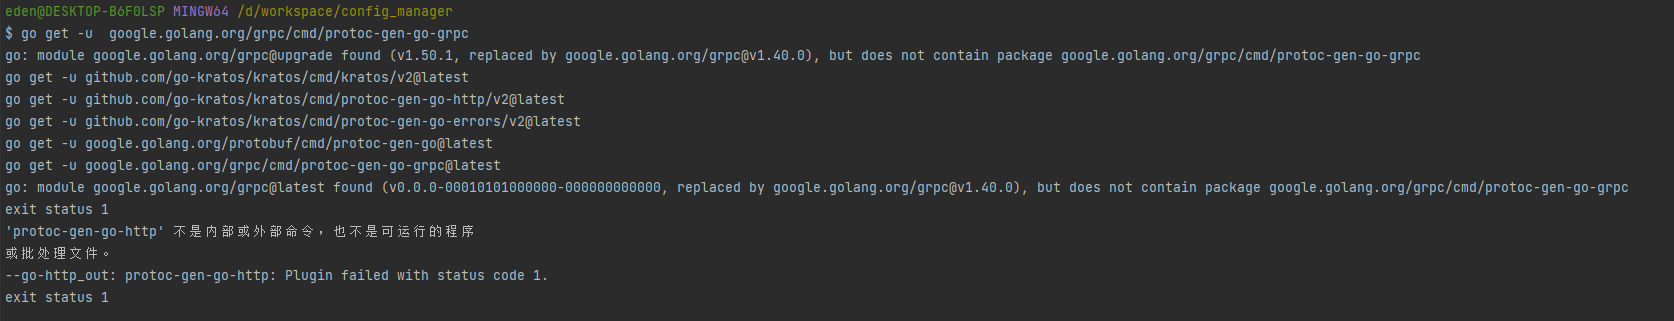 eden@DESKTOP-B6F0LSP MINGW64 /d/workspace/config_manager
$ go get -u  google.golang.org/grpc/cmd/protoc-gen-go-grpc
go: module google.golang.org/grpc@upgrade found (v1.50.1, replaced by google.golang.org/grpc@v1.40.0), but does not contain package google.golang.org/grpc/cmd/protoc-gen-go-grpc
go get -u github.com/go-kratos/kratos/cmd/kratos/v2@latest
go get -u github.com/go-kratos/kratos/cmd/protoc-gen-go-http/v2@latest
go get -u github.com/go-kratos/kratos/cmd/protoc-gen-go-errors/v2@latest
go get -u google.golang.org/protobuf/cmd/protoc-gen-go@latest
go get -u google.golang.org/grpc/cmd/protoc-gen-go-grpc@latest
go: module google.golang.org/grpc@latest found (v0.0.0-00010101000000-000000000000, replaced by google.golang.org/grpc@v1.40.0), but does not contain package google.golang.org/grpc/cmd/protoc-gen-go-grpc
exit status 1
'protoc-gen-go-http' 不是内部或外部命令，也不是可运行的程序
或批处理文件。
--go-http_out: protoc-gen-go-http: Plugin failed with status code 1.
exit status 1